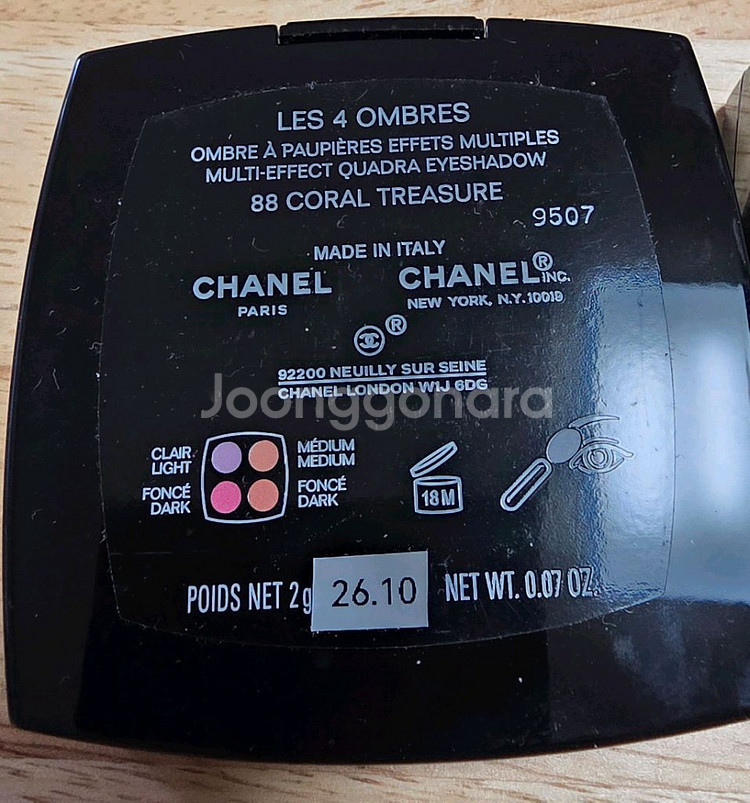 LES 4 OMBRES
OMBRE À PAUPIÈRES EFFETS MULTIPLES
MULTI-EFFECT QUADRA EYESHADOW
88 CORAL TREASURE
9507
MADE IN ITALY
CHANEL
PARIS
CHANEL® INC.
NEW YORK, N.Y. 10019
®
92200 NEUILLY SUR SEINE
CHANEL LONDON W1J 6DG
Joonggonara
CLAIR
LIGHT
MÉDIUM
MEDIUM
FONCÉ
DARK
FONCÉ
DARK
18M
POIDS NET 2g 26.10 NET WT. 0.07 OZ.